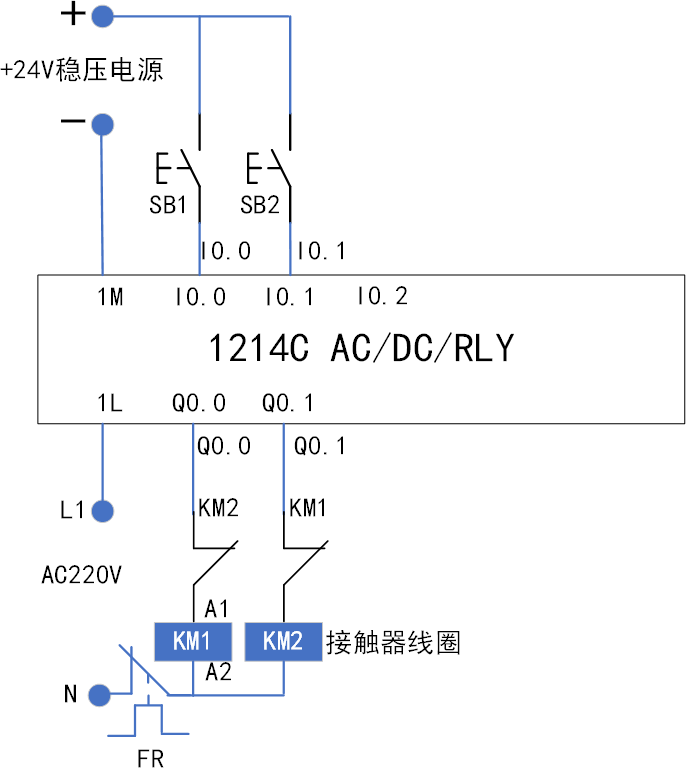 +
+24V稳压电源
−
SB1
SB2
I0.0
I0.1
1M
I0.0
I0.1
I0.2
1214C AC/DC/RLY
1L
Q0.0
Q0.1
Q0.0
Q0.1
L1
KM2
KM1
AC220V
A1
KM1
KM2
接触器线圈
A2
N
FR